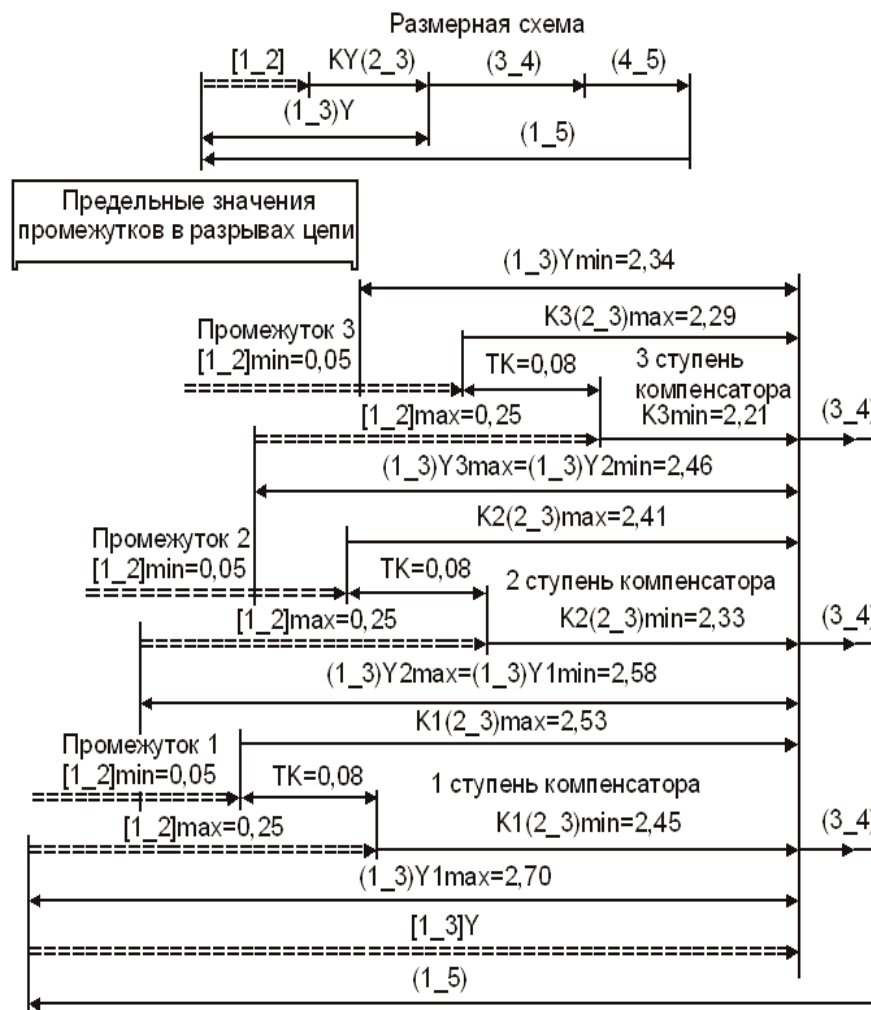 Размерная схема
[1_2] KY(2_3) (3_4) (4_5)
(1_3)Y
(1_5)
Предельные значения
промежутков в разрывах цепи
(1_3)Ymin=2,34
K3(2_3)max=2,29
Промежуток 3
[1_2]min=0,05
TK=0,08
3 ступень
компенсатора
[1_2]max=0,25
K3min=2,21
(3_4)
(1_3)Y3max=(1_3)Y2min=2,46
K2(2_3)max=2,41
Промежуток 2
[1_2]min=0,05
TK=0,08
2 ступень компенсатора
[1_2]max=0,25
K2(2_3)min=2,33
(3_4)
(1_3)Y2max=(1_3)Y1min=2,58
K1(2_3)max=2,53
Промежуток 1
[1_2]min=0,05
TK=0,08
1 ступень компенсатора
[1_2]max=0,25
K1(2_3)min=2,45
(3_4)
(1_3)Y1max=2,70
[1_3]Y
(1_5)